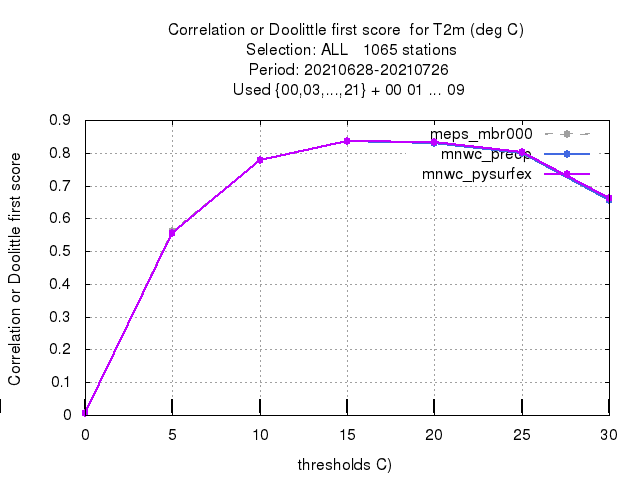 Correlation or Doolittle first score  for T2m (deg C)
Selection: ALL   1065 stations
Period: 20210628-20210726
Used {00,03,...,21} + 00 01 ... 09
Correlation or Doolittle first score
0.9
0.8
0.7
0.6
0.5
0.4
0.3
0.2
0.1
0
meps_mbr000
mnwc_preop
mnwc_pysurfex
0 5 10 15 20 25 30
thresholds C)